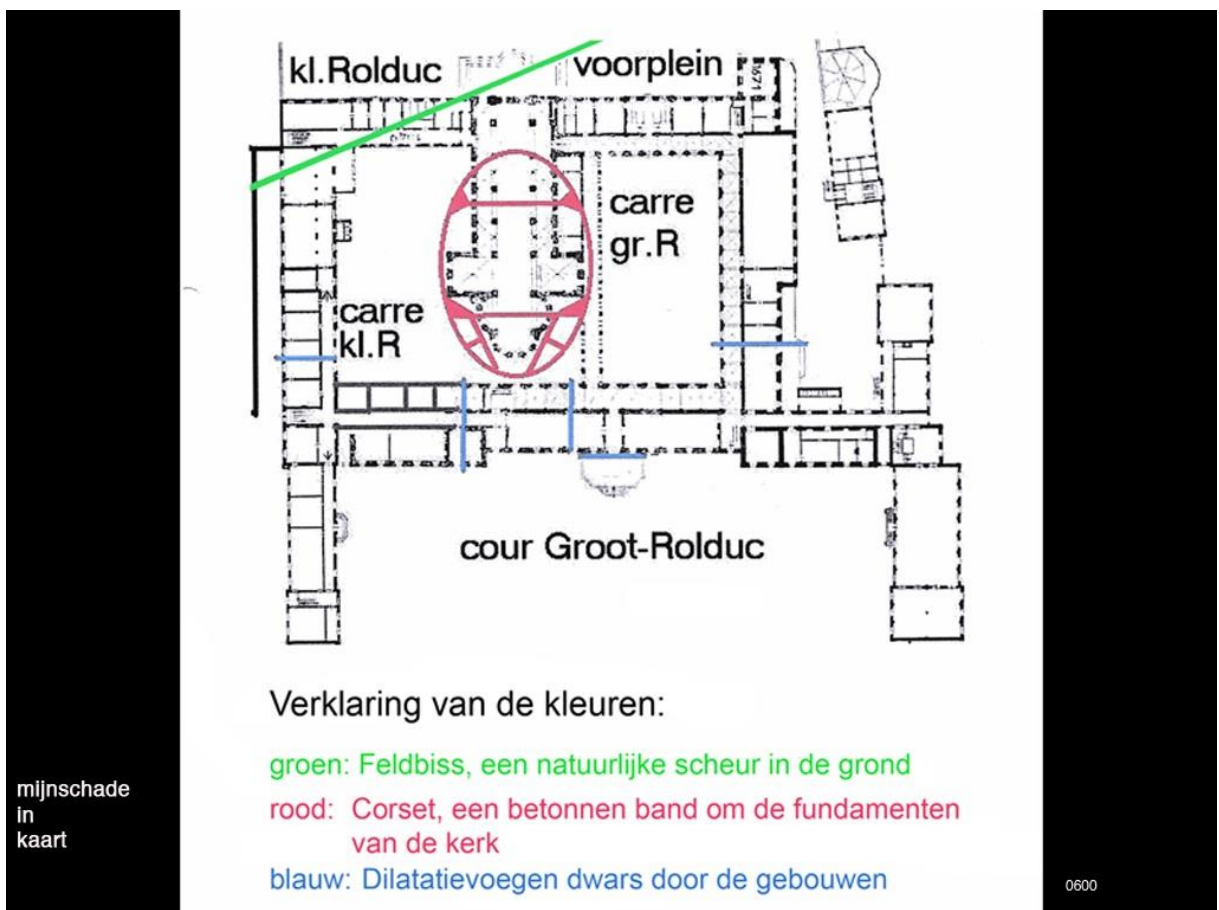 kl.Rolduc
voorplein
1671
carre
gr.R
carre
kl.R
cour Groot-Rolduc
Verklaring van de kleuren:
groen: Feldbiss, een natuurlijke scheur in de grond
rood: Corset, een betonnen band om de fundamenten
van de kerk
blauw: Dilatatievoegen dwars door de gebouwen
mijnschade
in
kaart
0600